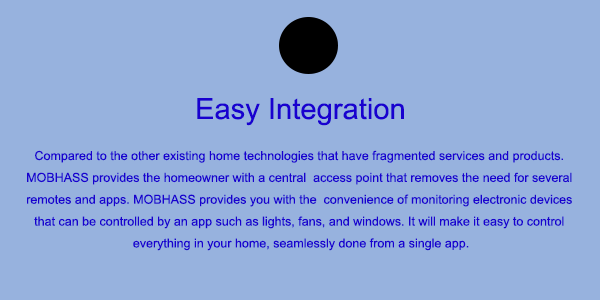 Easy Integration
Compared to the other existing home technologies that have fragmented services and products.
MOBHASS provides the homeowner with a central  access point that removes the need for several
remotes and apps. MOBHASS provides you with the  convenience of monitoring electronic devices
that can be controlled by an app such as lights, fans, and windows. It will make it easy to control
everything in your home, seamlessly done from a single app.